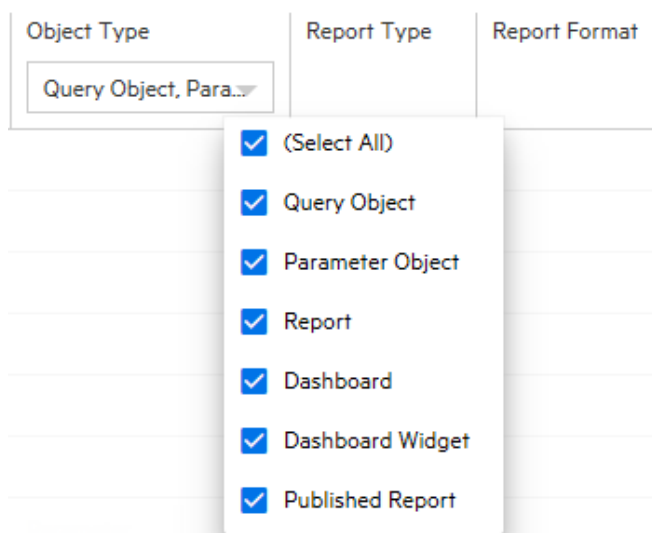 Object Type
Report Type
Report Format
Query Object, Para...
(Select All)
Query Object
Parameter Object
Report
Dashboard
Dashboard Widget
Published Report